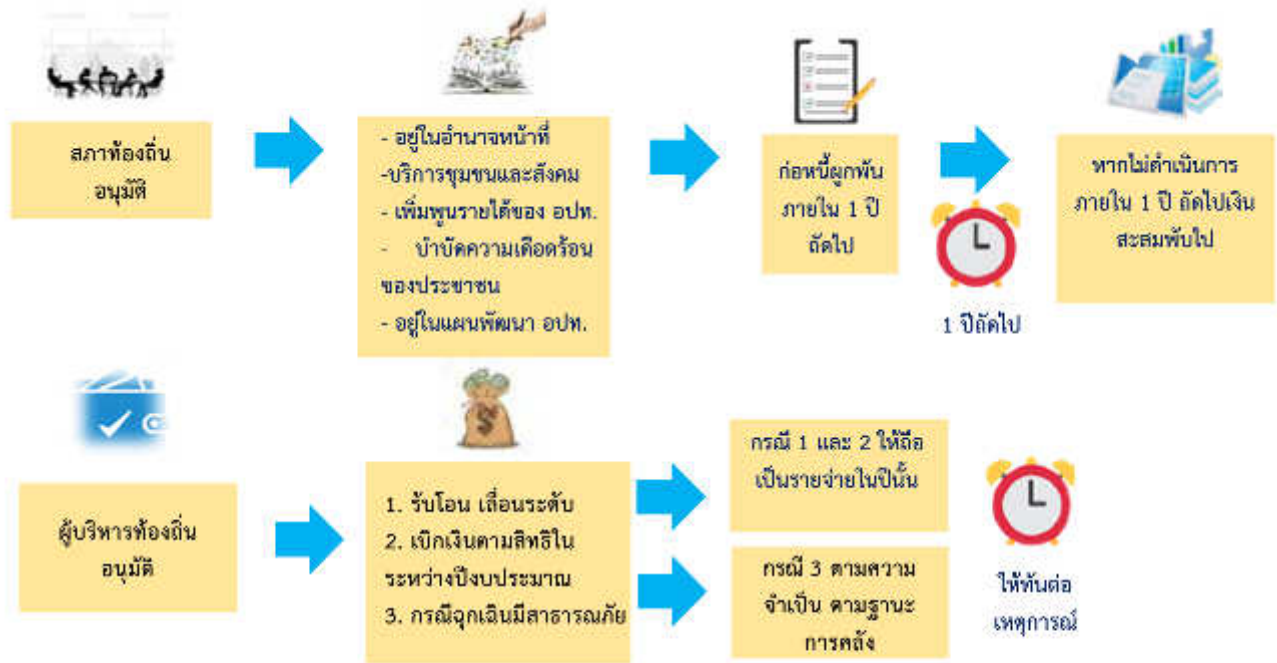 สภาท้องถิ่น
อนุมัติ
- อยู่ในอำนาจหน้าที่
-บริการชุมชนและสังคม
- เพิ่มพูนรายได้ของ อปท.
- บำบัดความเดือดร้อน
ของประชาชน
- อยู่ในแผนพัฒนา อปท.
ก่อหนี้ผูกพัน
ภายใน 1 ปี
ถัดไป
1 ปีถัดไป
หากไม่ดำเนินการ
ภายใน 1 ปี ถัดไปเงิน
สะสมพับไป
ผู้บริหารท้องถิ่น
อนุมัติ
1. รับโอน เลื่อนระดับ
2. เบิกเงินตามสิทธิใน
ระหว่างปีงบประมาณ
3. กรณีฉุกเฉินมีสาธารณภัย
กรณี 1 และ 2 ให้ถือ
เป็นรายจ่ายในปีนั้น
กรณี 3 ตามความ
จำเป็น ตามฐานะ
การคลัง
ให้ทันต่อ
เหตุการณ์